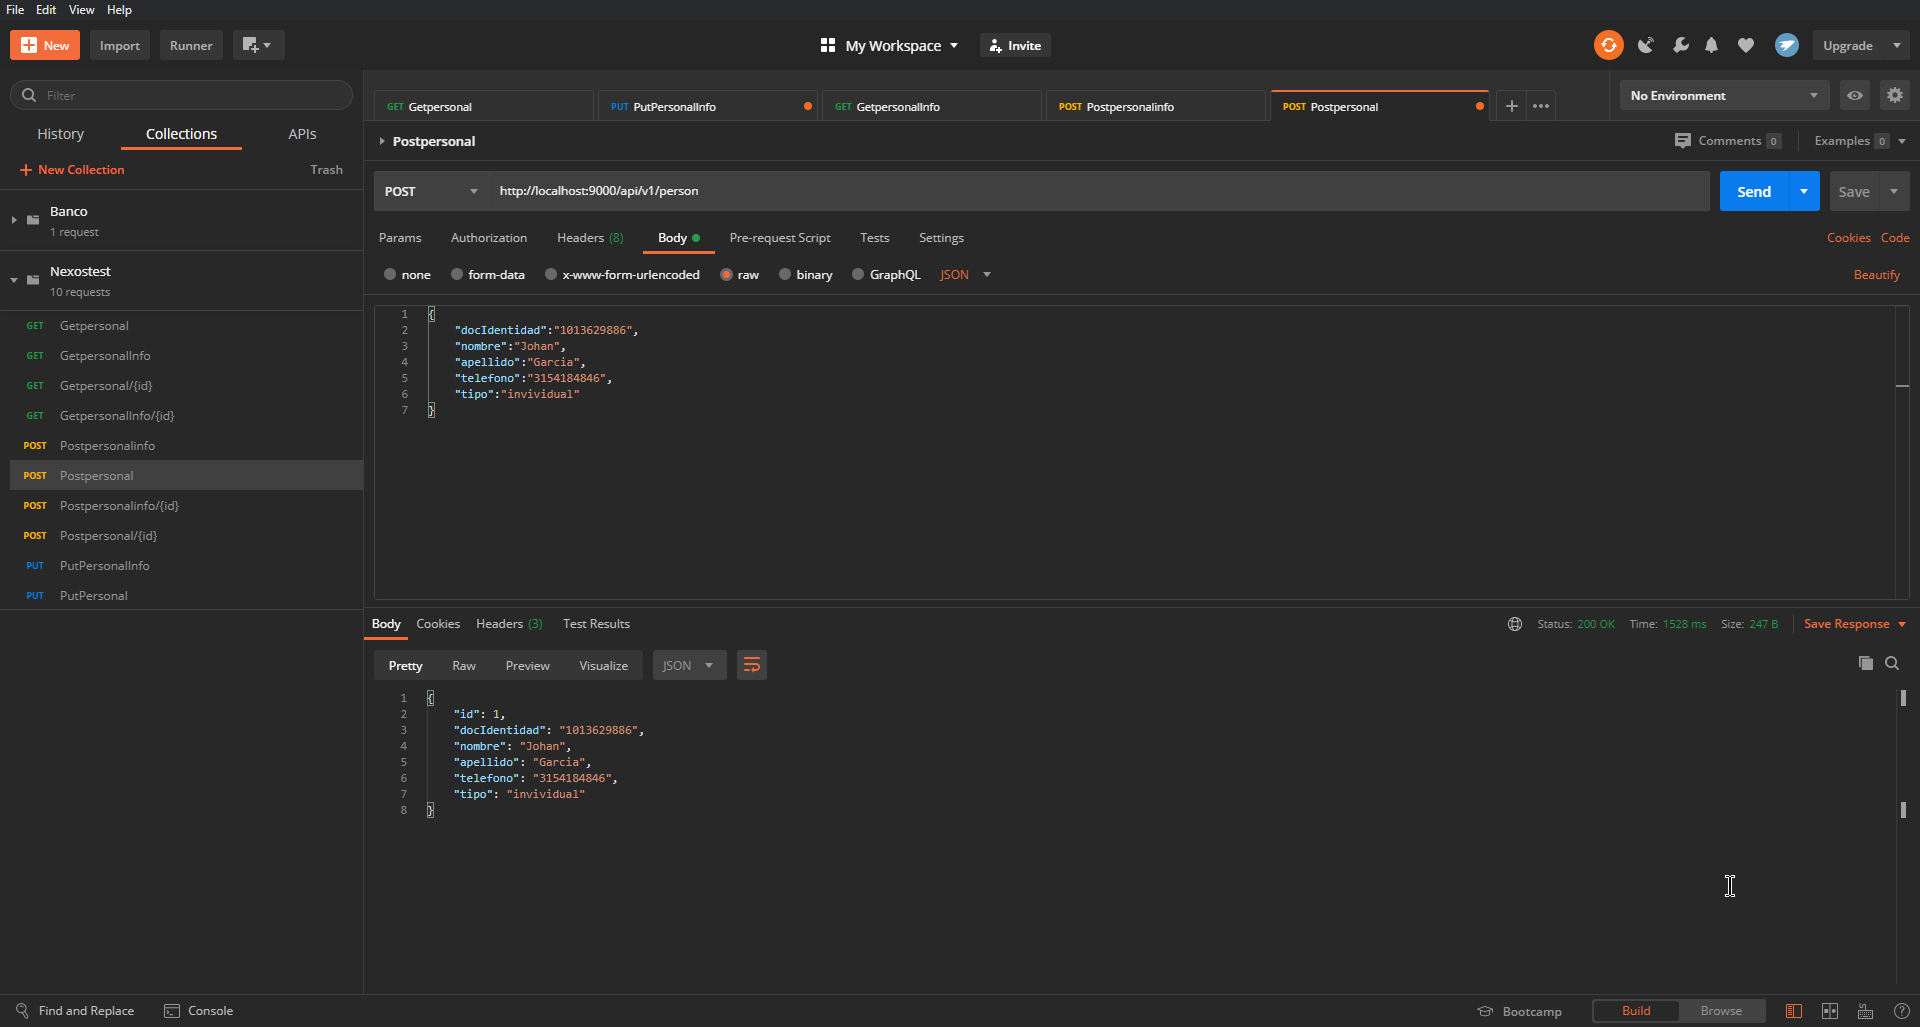 File Edit View Help
New Import Runner My Workspace Invite Upgrade
Filter
History Collections APIs
New Collection Trash
Banco
1 request
Nexostest
10 requests
GET Getpersonal
GET GetpersonalInfo
GET Getpersonal/{id}
GET GetpersonalInfo/{id}
POST Postpersonalinfo
POST Postpersonal
POST Postpersonalinfo/{id}
POST Postpersonal/{id}
PUT PutPersonalInfo
PUT PutPersonal
GET Getpersonal PUT PutPersonalInfo GET GetpersonalInfo POST Postpersonalinfo POST Postpersonal No Environment
Postpersonal Comments 0 Examples 0
POST http://localhost:9000/api/v1/person Send Save
Params Authorization Headers (8) Body Pre-request Script Tests Settings Cookies Code
none form-data x-www-form-urlencoded raw binary GraphQL JSON Beautify
1 {
2 "docIdentidad":"1013629886",
3 "nombre":"Johan",
4 "apellido":"Garcia",
5 "telefono":"3154184846",
6 "tipo":"invividual"
7 }
Body Cookies Headers (3) Test Results Status: 200 OK Time: 1528 ms Size: 247 B Save Response
Pretty Raw Preview Visualize JSON
1 {
2 "id": 1,
3 "docIdentidad": "1013629886",
4 "nombre": "Johan",
5 "apellido": "Garcia",
6 "telefono": "3154184846",
7 "tipo": "invividual"
8 }
Find and Replace Console Bootcamp Build Browse